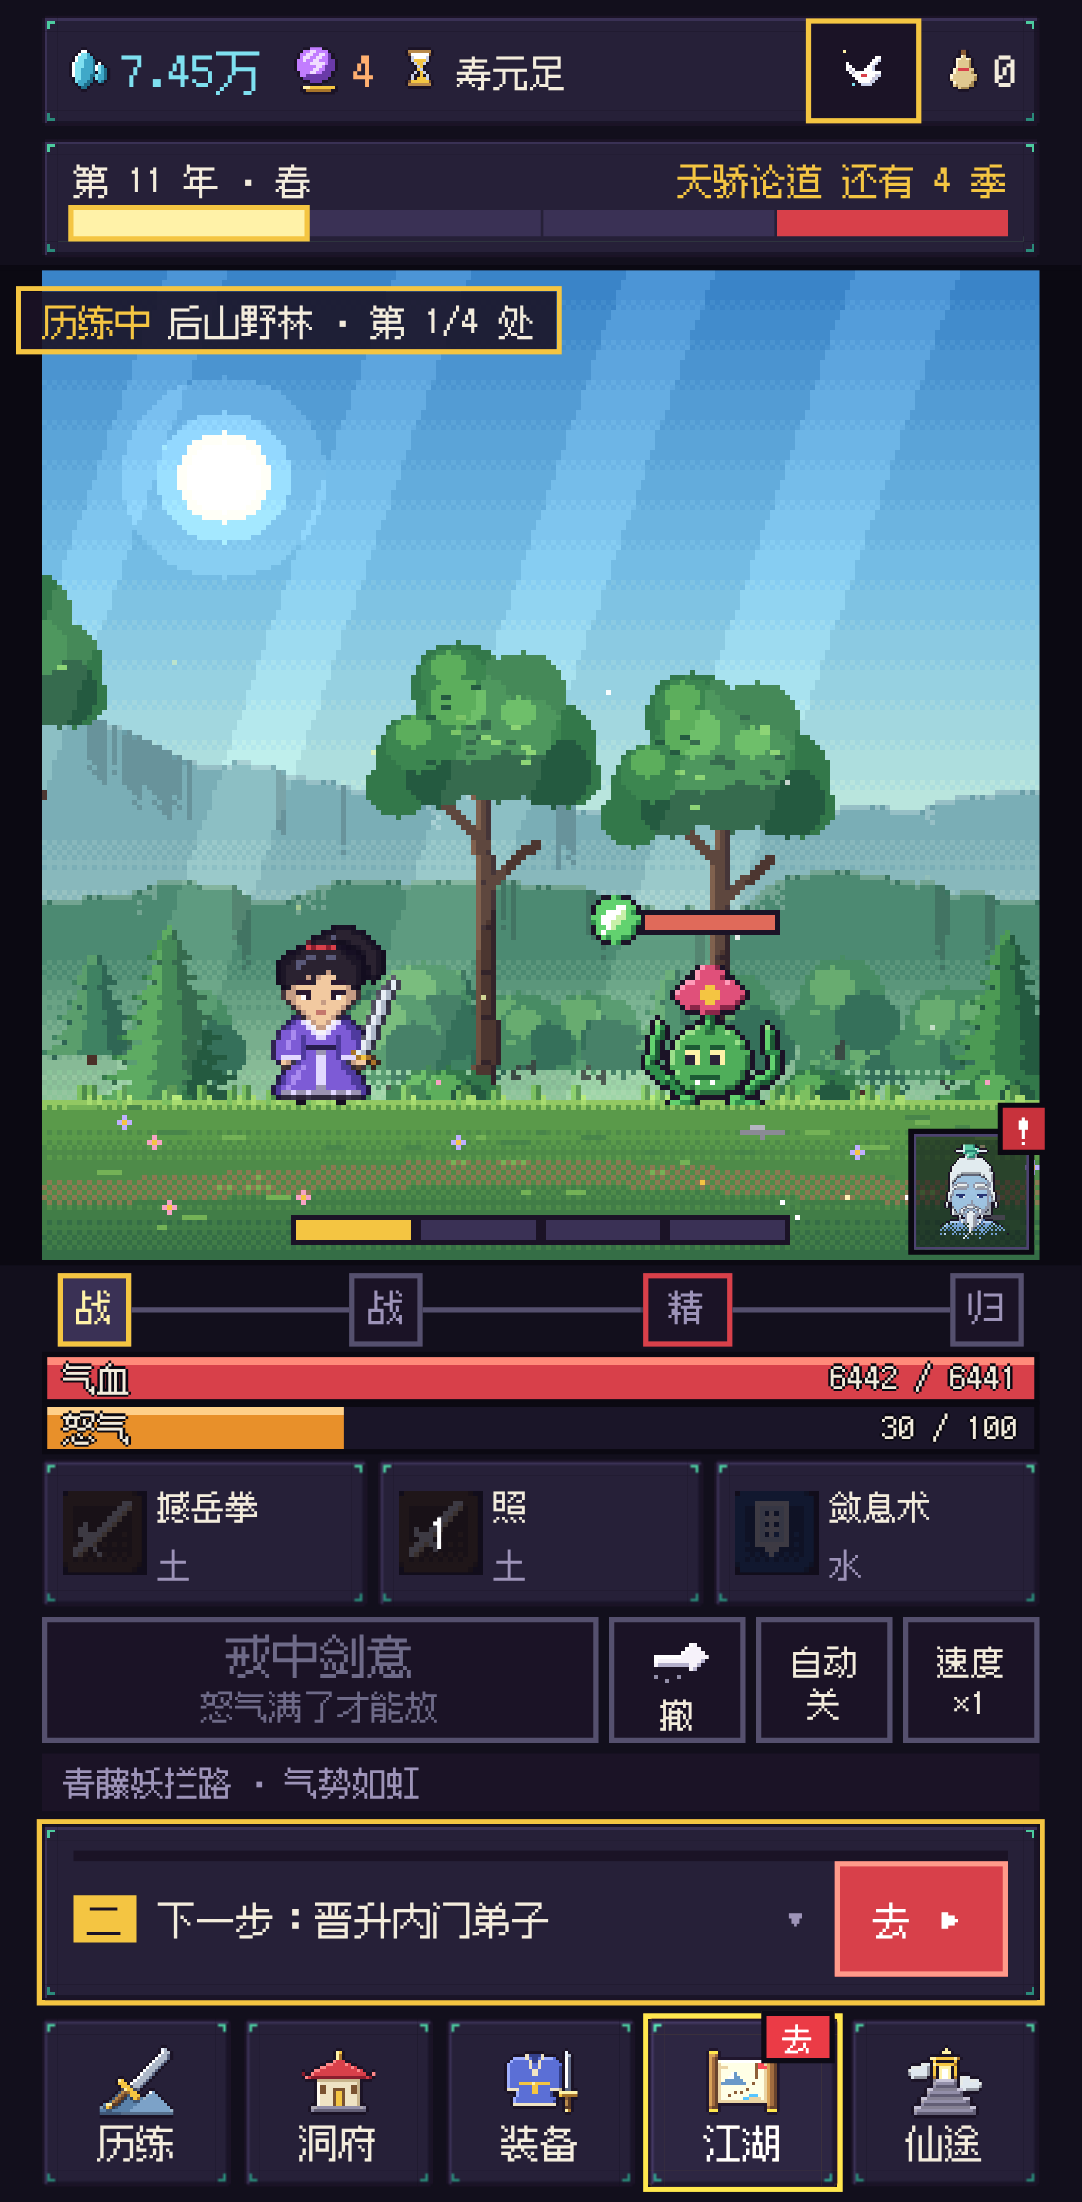 7.45万 4 寿元足 0
第 11 年 · 春 天骄论道 还有 4 季
历练中 后山野林 · 第 1/4 处
!
战 战 精 归
气血 6442 / 6441
怒气 30 / 100
撼岳拳 土
1 照 土
敛息术 水
戒中剑意
怒气满了才能放
撤
自动
关
速度
×1
青藤妖拦路 · 气势如虹
二 下一步：晋升内门弟子 ▼ 去 ▶
去
历练 洞府 装备 江湖 仙途